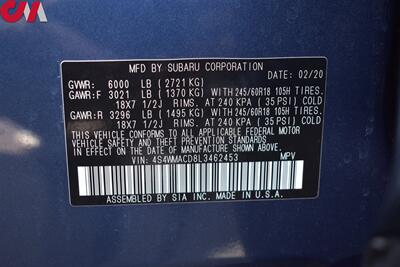 CM
MFD BY SUBARU CORPORATION
DATE: 02/20
GVWR: 6000 LB (2721 KG)
GAWR:F 3021 LB (1370 KG) WITH 245/60R18 105H TIRES.
18X7 1/2J RIMS. AT 240 KPA (35 PSI) COLD
GAWR:R 3296 LB (1495 KG) WITH 245/60R18 105H TIRES.
18X7 1/2J RIMS. AT 240 KPA (35 PSI) COLD
THIS VEHICLE CONFORMS TO ALL APPLICABLE FEDERAL MOTOR
VEHICLE SAFETY AND THEFT PREVENTION STANDARDS IN
EFFECT ON THE DATE OF MANUFACTURE SHOWN ABOVE.
VIN: 4S4WMACD8L3462453 MPV
ASSEMBLED BY SIA INC. MADE IN U.S.A.